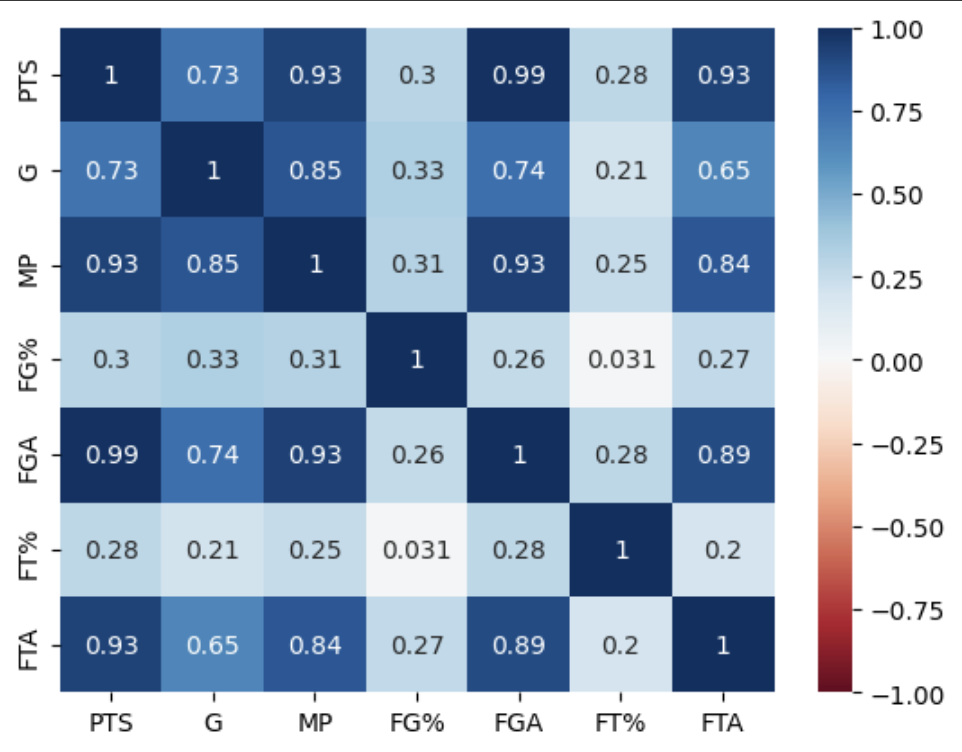 PTS 1 0.73 0.93 0.3 0.99 0.28 0.93
G 0.73 1 0.85 0.33 0.74 0.21 0.65
MP 0.93 0.85 1 0.31 0.93 0.25 0.84
FG% 0.3 0.33 0.31 1 0.26 0.031 0.27
FGA 0.99 0.74 0.93 0.26 1 0.28 0.89
FT% 0.28 0.21 0.25 0.031 0.28 1 0.2
FTA 0.93 0.65 0.84 0.27 0.89 0.2 1
PTS G MP FG% FGA FT% FTA
1.00
0.75
0.50
0.25
0.00
−0.25
−0.50
−0.75
−1.00